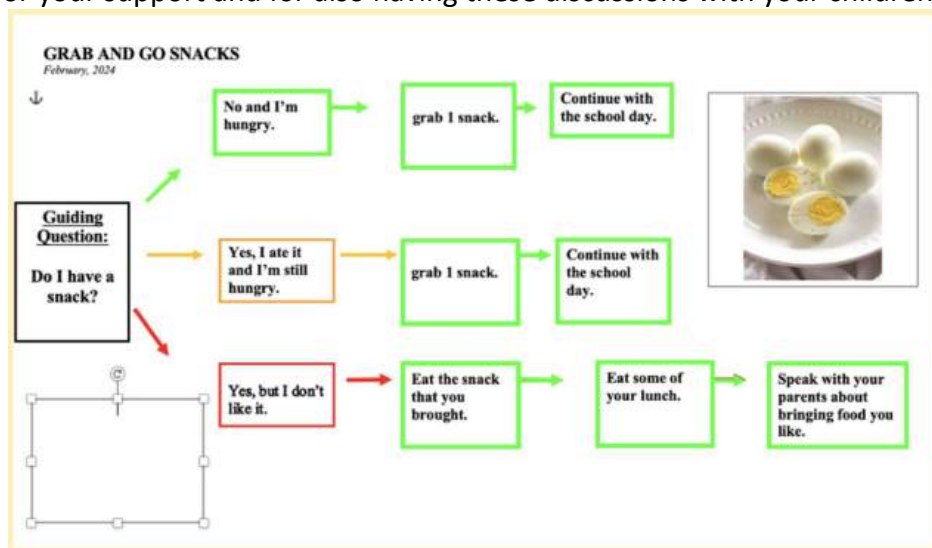 or your support and for also having these discussions with your children
GRAB AND GO SNACKS
February, 2024
No and I'm
hungry.
grab 1 snack.
Continue with
the school day.
Guiding
Question:
Do I have a
snack?
Yes, I ate it
and I'm still
hungry.
grab 1 snack.
Continue with
the school
day.
Yes, but I don't
like it.
Eat the snack
that you
brought.
Eat some of
your lunch.
Speak with your
parents about
bringing food you
like.